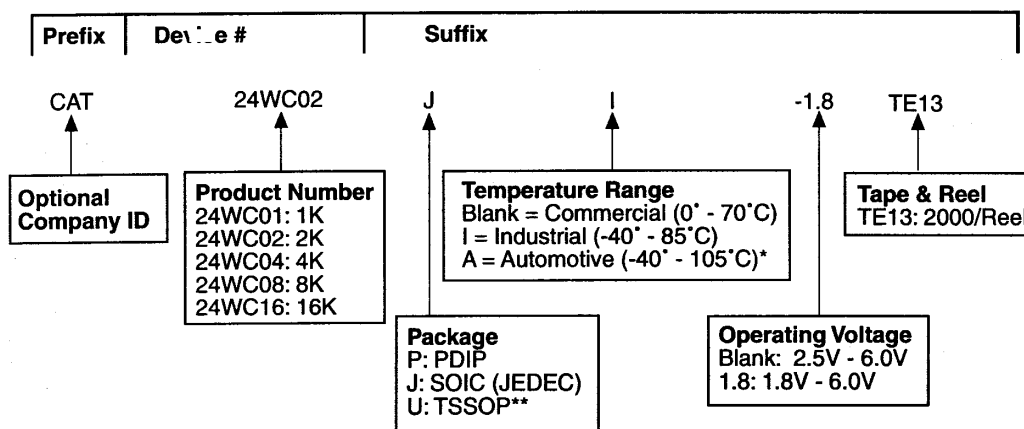 Prefix
Suffix
CAT 24WC02 J I -1.8 TE13
Optional
Company ID
Product Number
24WC01: 1K
24WC02: 2K
24WC04: 4K
24WC08: 8K
24WC16: 16K
Temperature Range
Blank = Commercial (0˚ - 70˚C)
I = Industrial (-40˚ - 85˚C)
A = Automotive (-40˚ - 105˚C)*
Tape & Reel
TE13: 2000/Reel
Package
P: PDIP
J: SOIC (JEDEC)
U: TSSOP**
Operating Voltage
Blank: 2.5V - 6.0V
1.8: 1.8V - 6.0V